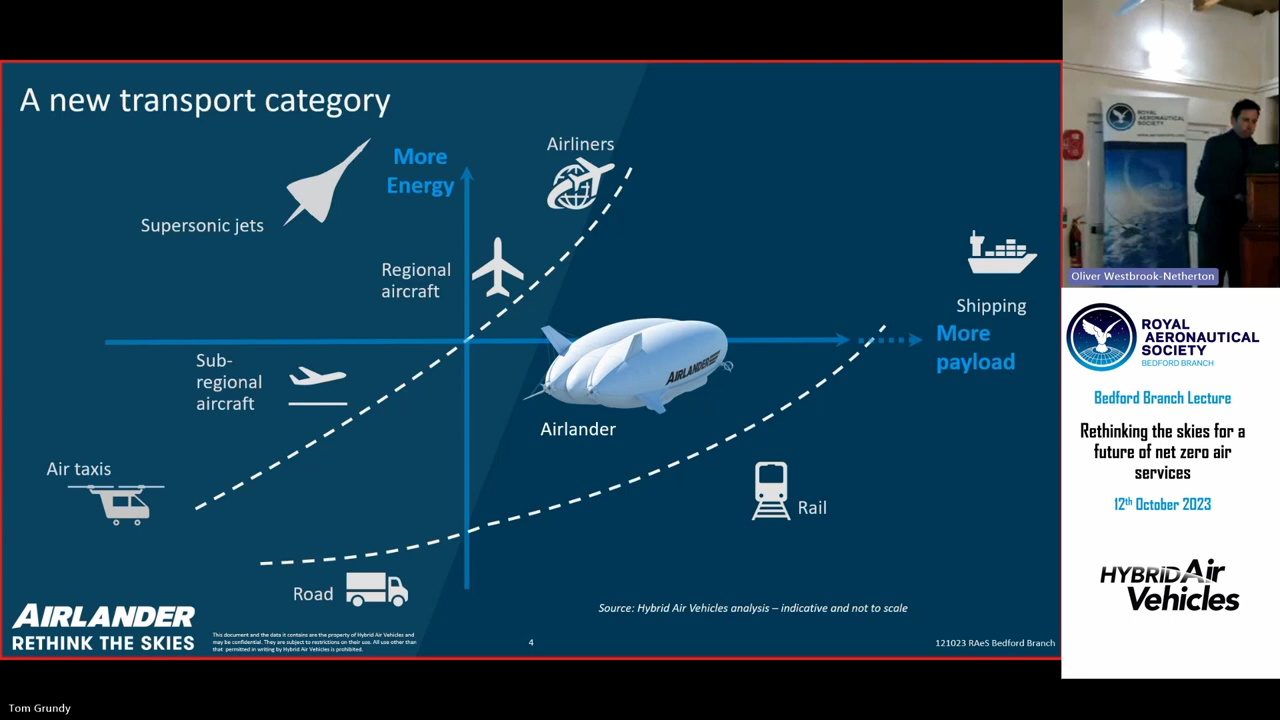 A new transport category
More
Energy
Airliners
Supersonic jets
Regional
aircraft
Shipping
More
payload
Sub-
regional
aircraft
AIRLANDER
Airlander
Air taxis
Rail
Road
Source: Hybrid Air Vehicles analysis – indicative and not to scale
AIRLANDER
RETHINK THE SKIES
This document and the data it contains are the property of Hybrid Air Vehicles and
may be confidential. They are subject to restrictions on their use. All use other than
that permitted in writing by Hybrid Air Vehicles is prohibited.
4
121023 RAeS Bedford Branch
ROYAL
AERONAUTICAL
SOCIETY
Oliver Westbrook-Netherton
ROYAL
AERONAUTICAL
SOCIETY
BEDFORD BRANCH
Bedford Branch Lecture
Rethinking the skies for a
future of net zero air
services
12th October 2023
HYBRID Air
Vehicles
Tom Grundy